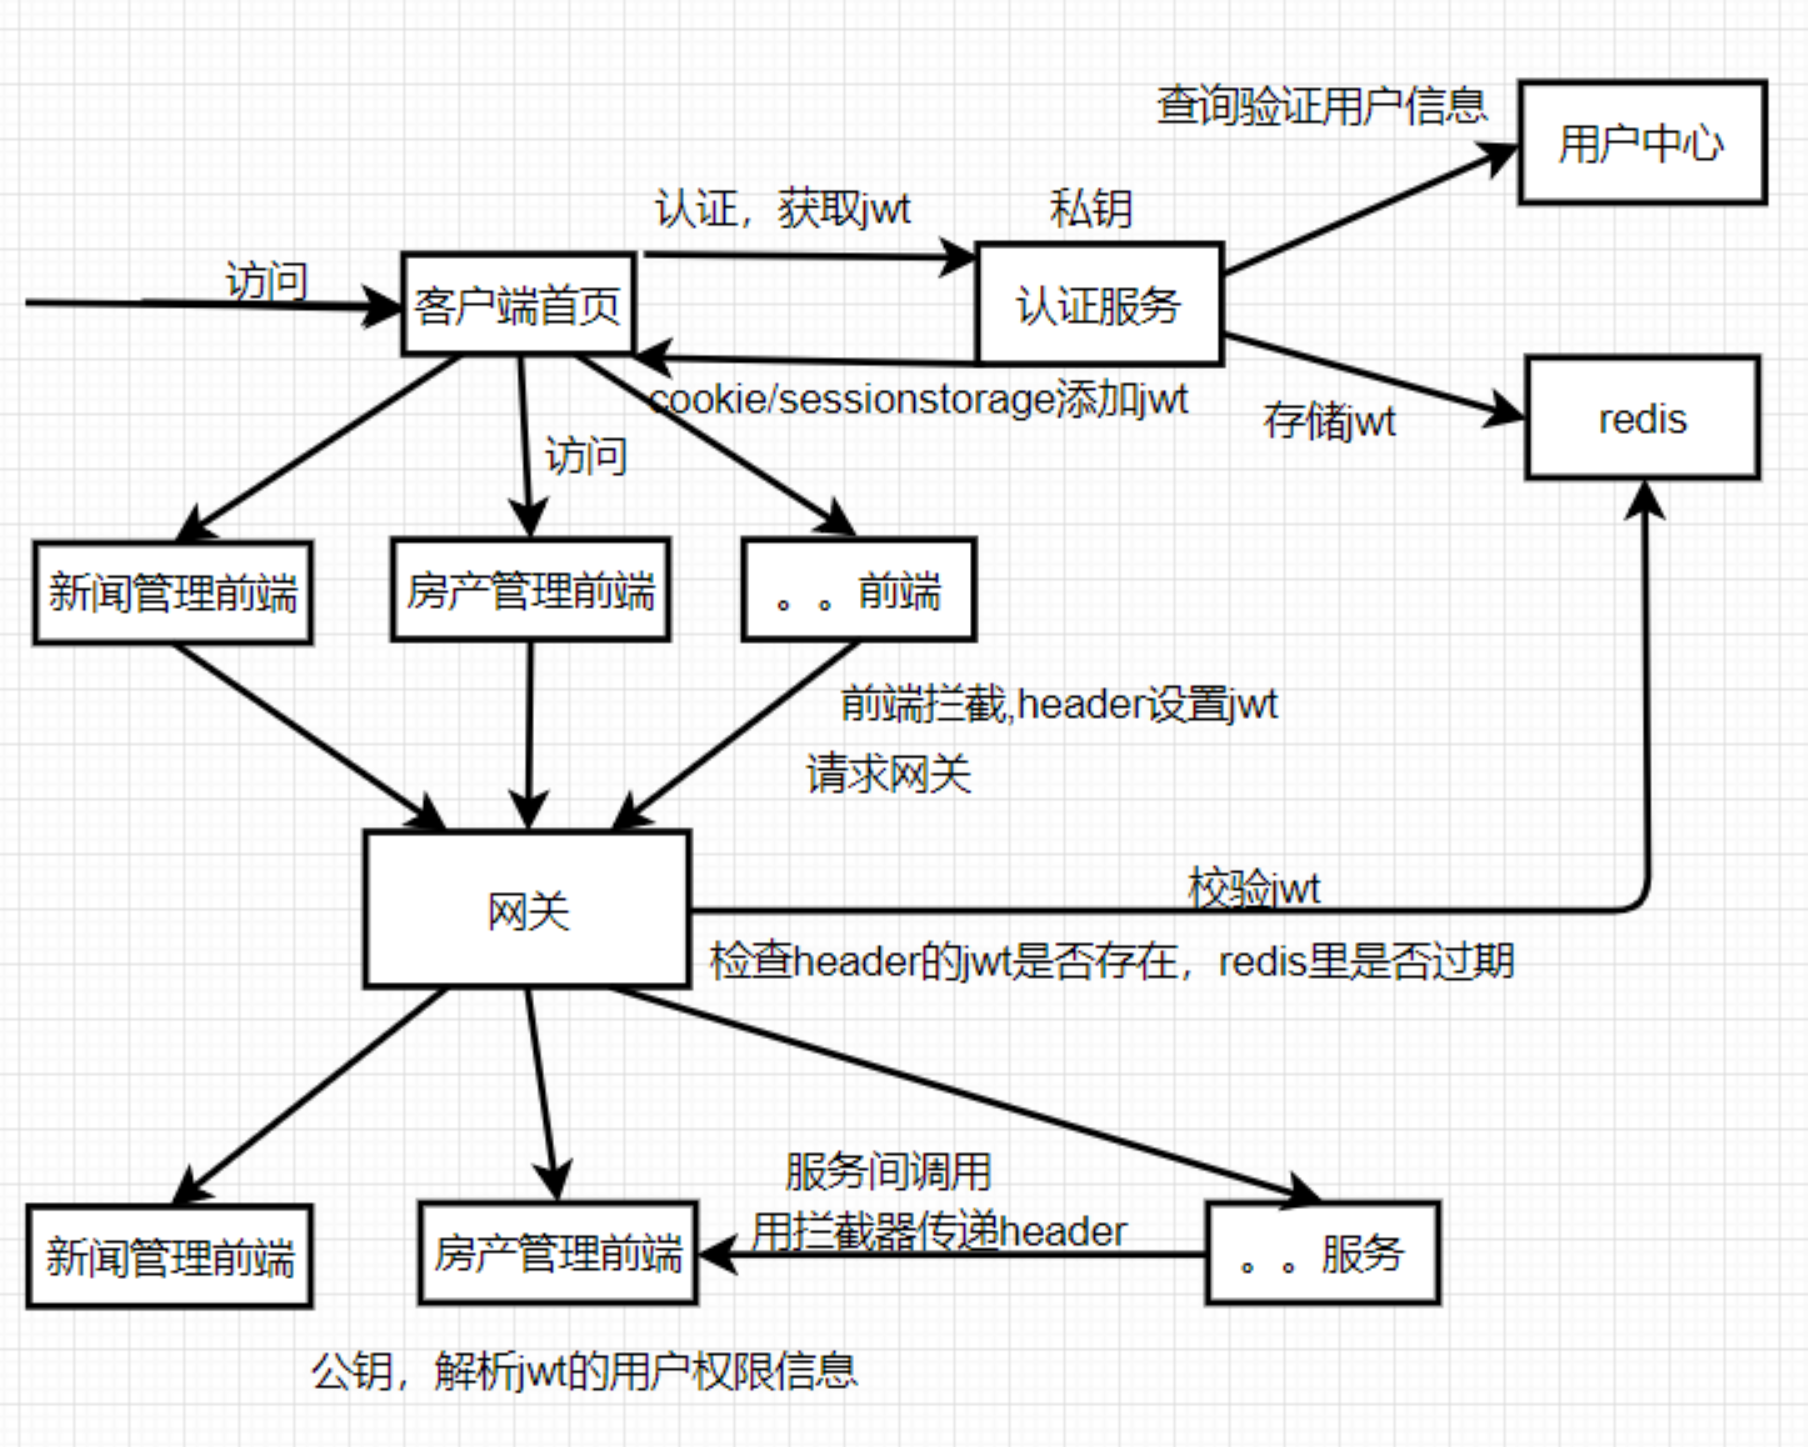 查询验证用户信息
用户中心
认证，获取jwt
私钥
访问
客户端首页
认证服务
cookie/sessionstorage添加jwt
存储jwt
redis
访问
新闻管理前端
房产管理前端
。。前端
前端拦截,header设置jwt
请求网关
网关
校验jwt
检查header的jwt是否存在，redis里是否过期
服务间调用
用拦截器传递header
新闻管理前端
房产管理前端
。。服务
公钥，解析jwt的用户权限信息